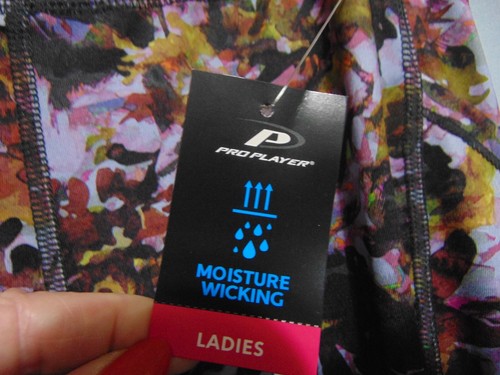 P
PRO PLAYER®
MOISTURE
WICKING
LADIES